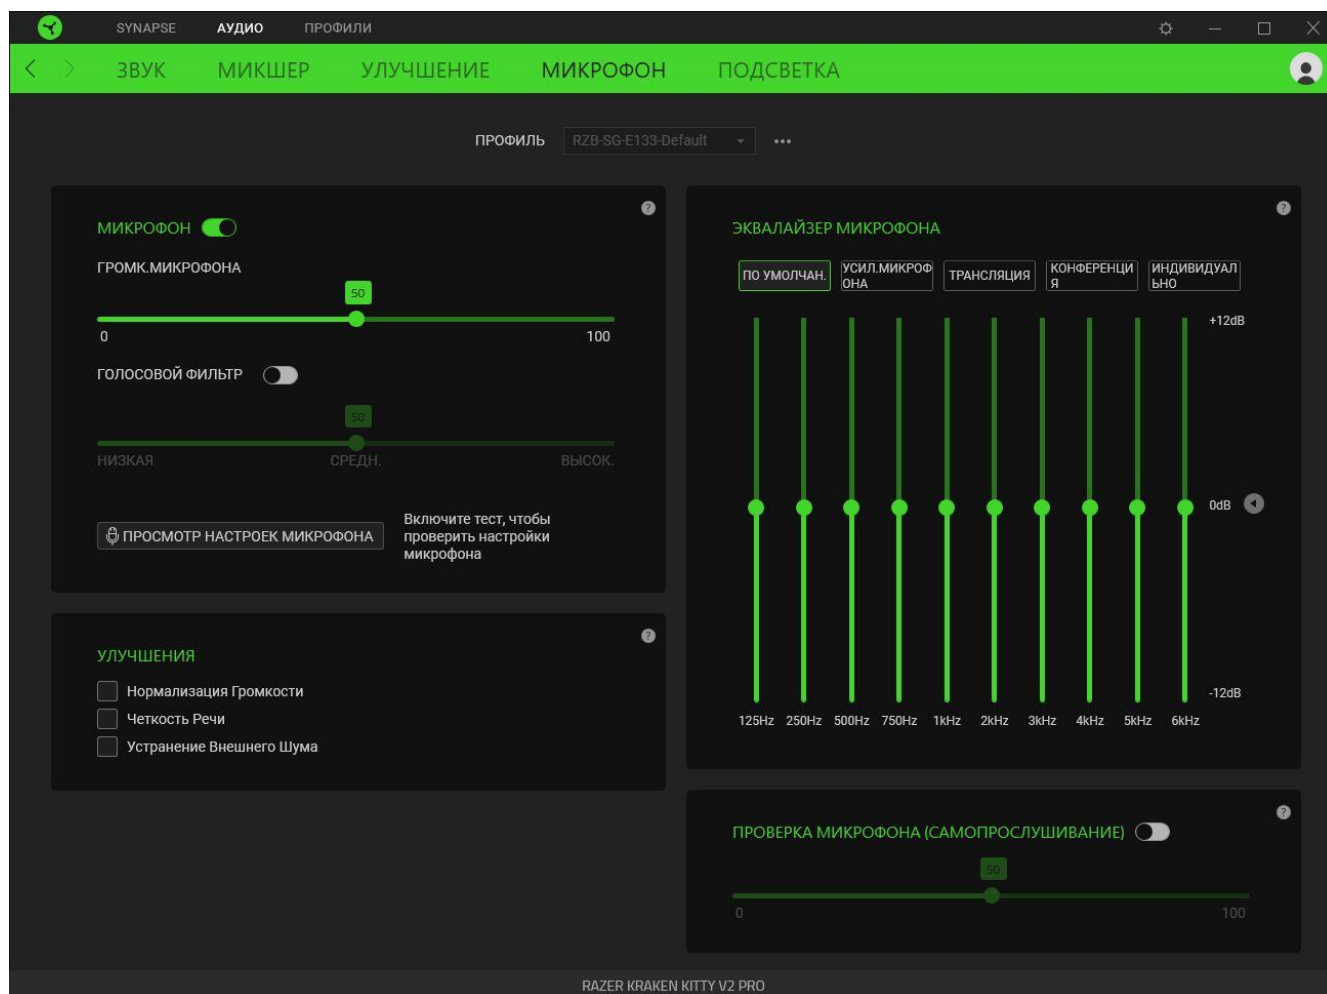 SYNAPSE АУДИО ПРОФИЛИ
ЗВУК МИКШЕР УЛУЧШЕНИЕ МИКРОФОН ПОДСВЕТКА
ПРОФИЛЬ RZB-SG-E133-Default
МИКРОФОН
ГРОМК.МИКРОФОНА
50
0 100
ГОЛОСОВОЙ ФИЛЬТР
50
НИЗКАЯ СРЕДН. ВЫСОК.
ПРОСМОТР НАСТРОЕК МИКРОФОНА
Включите тест, чтобы
проверить настройки
микрофона
УЛУЧШЕНИЯ
Нормализация Громкости
Четкость Речи
Устранение Внешнего Шума
ЭКВАЛАЙЗЕР МИКРОФОНА
ПО УМОЛЧАН.
УСИЛ.МИКРОФ
ОНА
ТРАНСЛЯЦИЯ
КОНФЕРЕНЦИ
Я
ИНДИВИДУАЛ
ЬНО
+12dB
0dB
-12dB
125Hz 250Hz 500Hz 750Hz 1kHz 2kHz 3kHz 4kHz 5kHz 6kHz
ПРОВЕРКА МИКРОФОНА (САМОПРОСЛУШИВАНИЕ)
50
0 100
RAZER KRAKEN KITTY V2 PRO